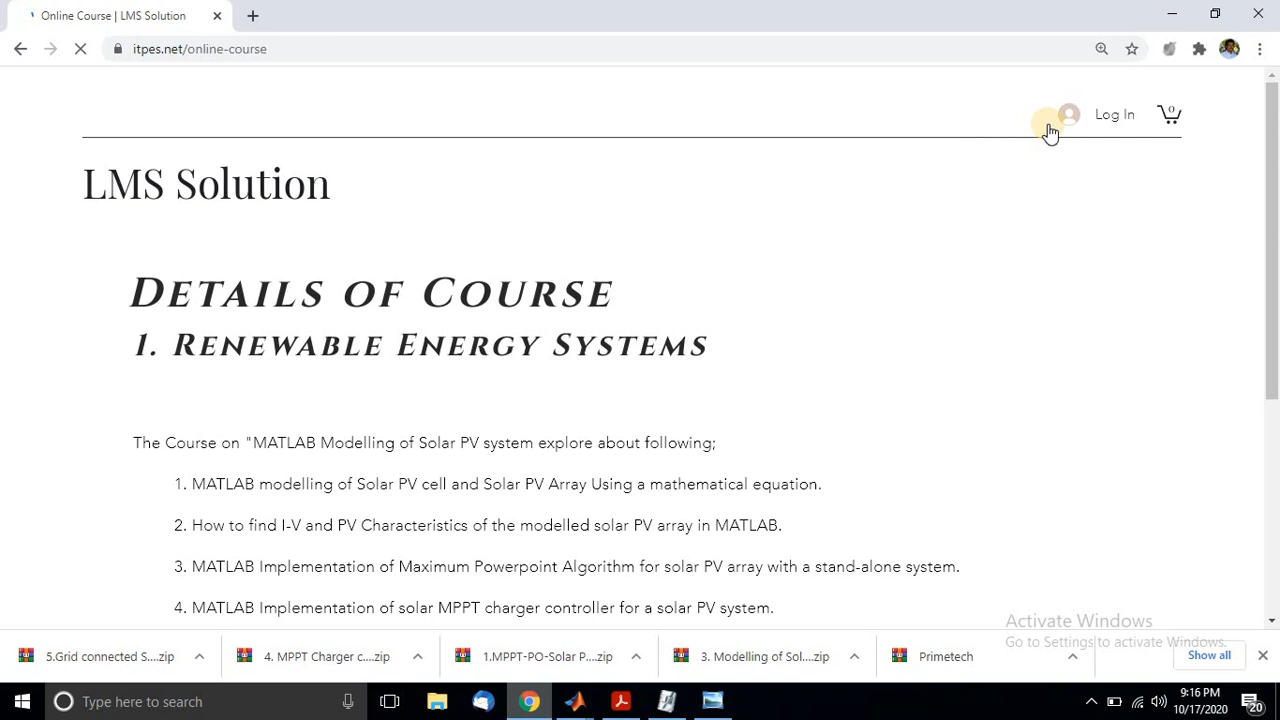 Online Course | LMS Solution
itpes.net/online-course
Log In
0
LMS Solution
DETAILS OF COURSE
1. RENEWABLE ENERGY SYSTEMS
The Course on "MATLAB Modelling of Solar PV system explore about following;
1. MATLAB modelling of Solar PV cell and Solar PV Array Using a mathematical equation.
2. How to find I-V and PV Characteristics of the modelled solar PV array in MATLAB.
3. MATLAB Implementation of Maximum Powerpoint Algorithm for solar PV array with a stand-alone system.
4. MATLAB Implementation of solar MPPT charger controller for a solar PV system.
Activate Windows
Go to Settings to activate Windows.
5.Grid connected S....zip
4. MPPT Charger c....zip
1.MPPT-PO-Solar P....zip
3. Modelling of Sol....zip
Primetech
Show all
Type here to search
9:16 PM
10/17/2020
20